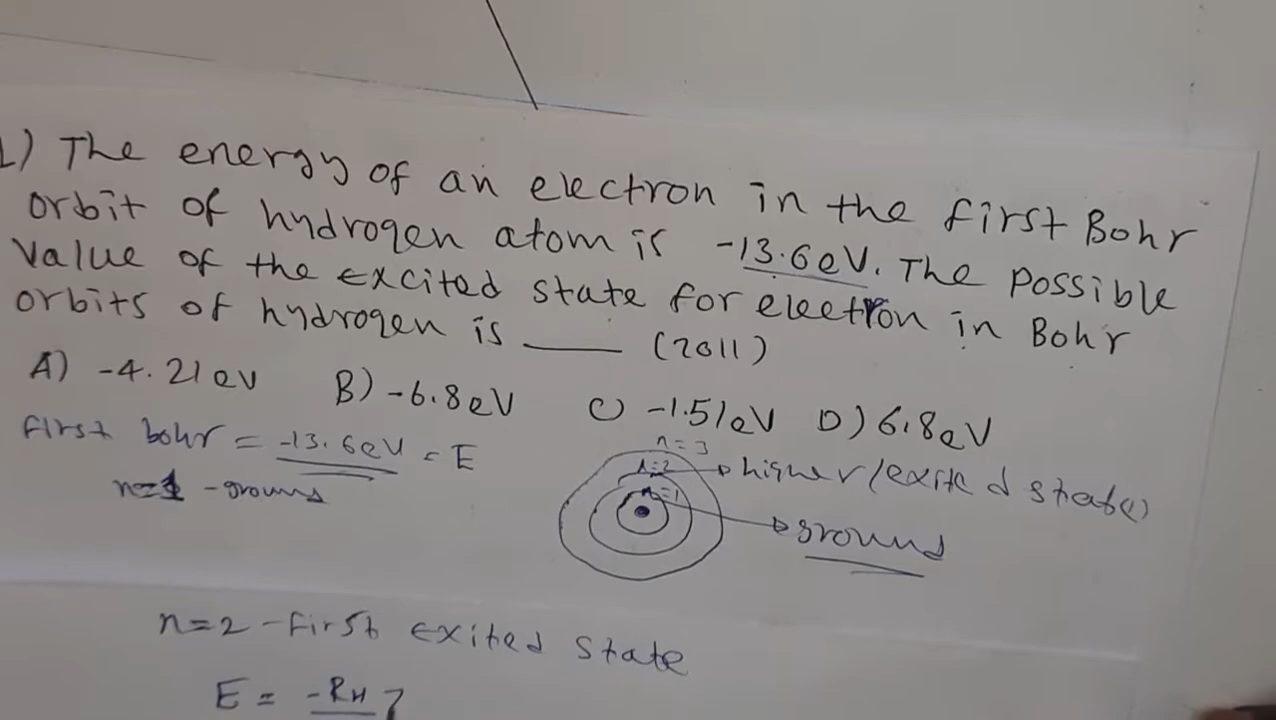 1) The energy of an electron in the first Bohr
orbit of hydrogen atom is -13.6eV. The possible
value of the excited state for electron in Bohr
orbits of hydrogen is ____ (2011)
A) -4.21eV B) -6.8eV C) -1.51eV D) 6.8eV
first bohr = -13.6eV = E
n=1 - ground
n=3
n=2 → higher/exited state(s)
n=1 → ground
n=2 - first exited state
E = -RH